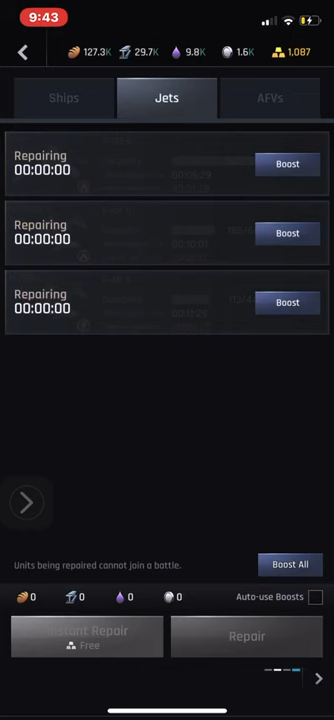 9:43
127.3K 29.7K 9.8K 1.6K 1,087
Ships Jets AFVs
Repairing
00:00:00
Boost
Repairing
00:00:00
Boost
Repairing
00:00:00
Boost
Units being repaired cannot join a battle.
Boost All
0 0 0 0 Auto-use Boosts
Instant Repair
Free
Repair